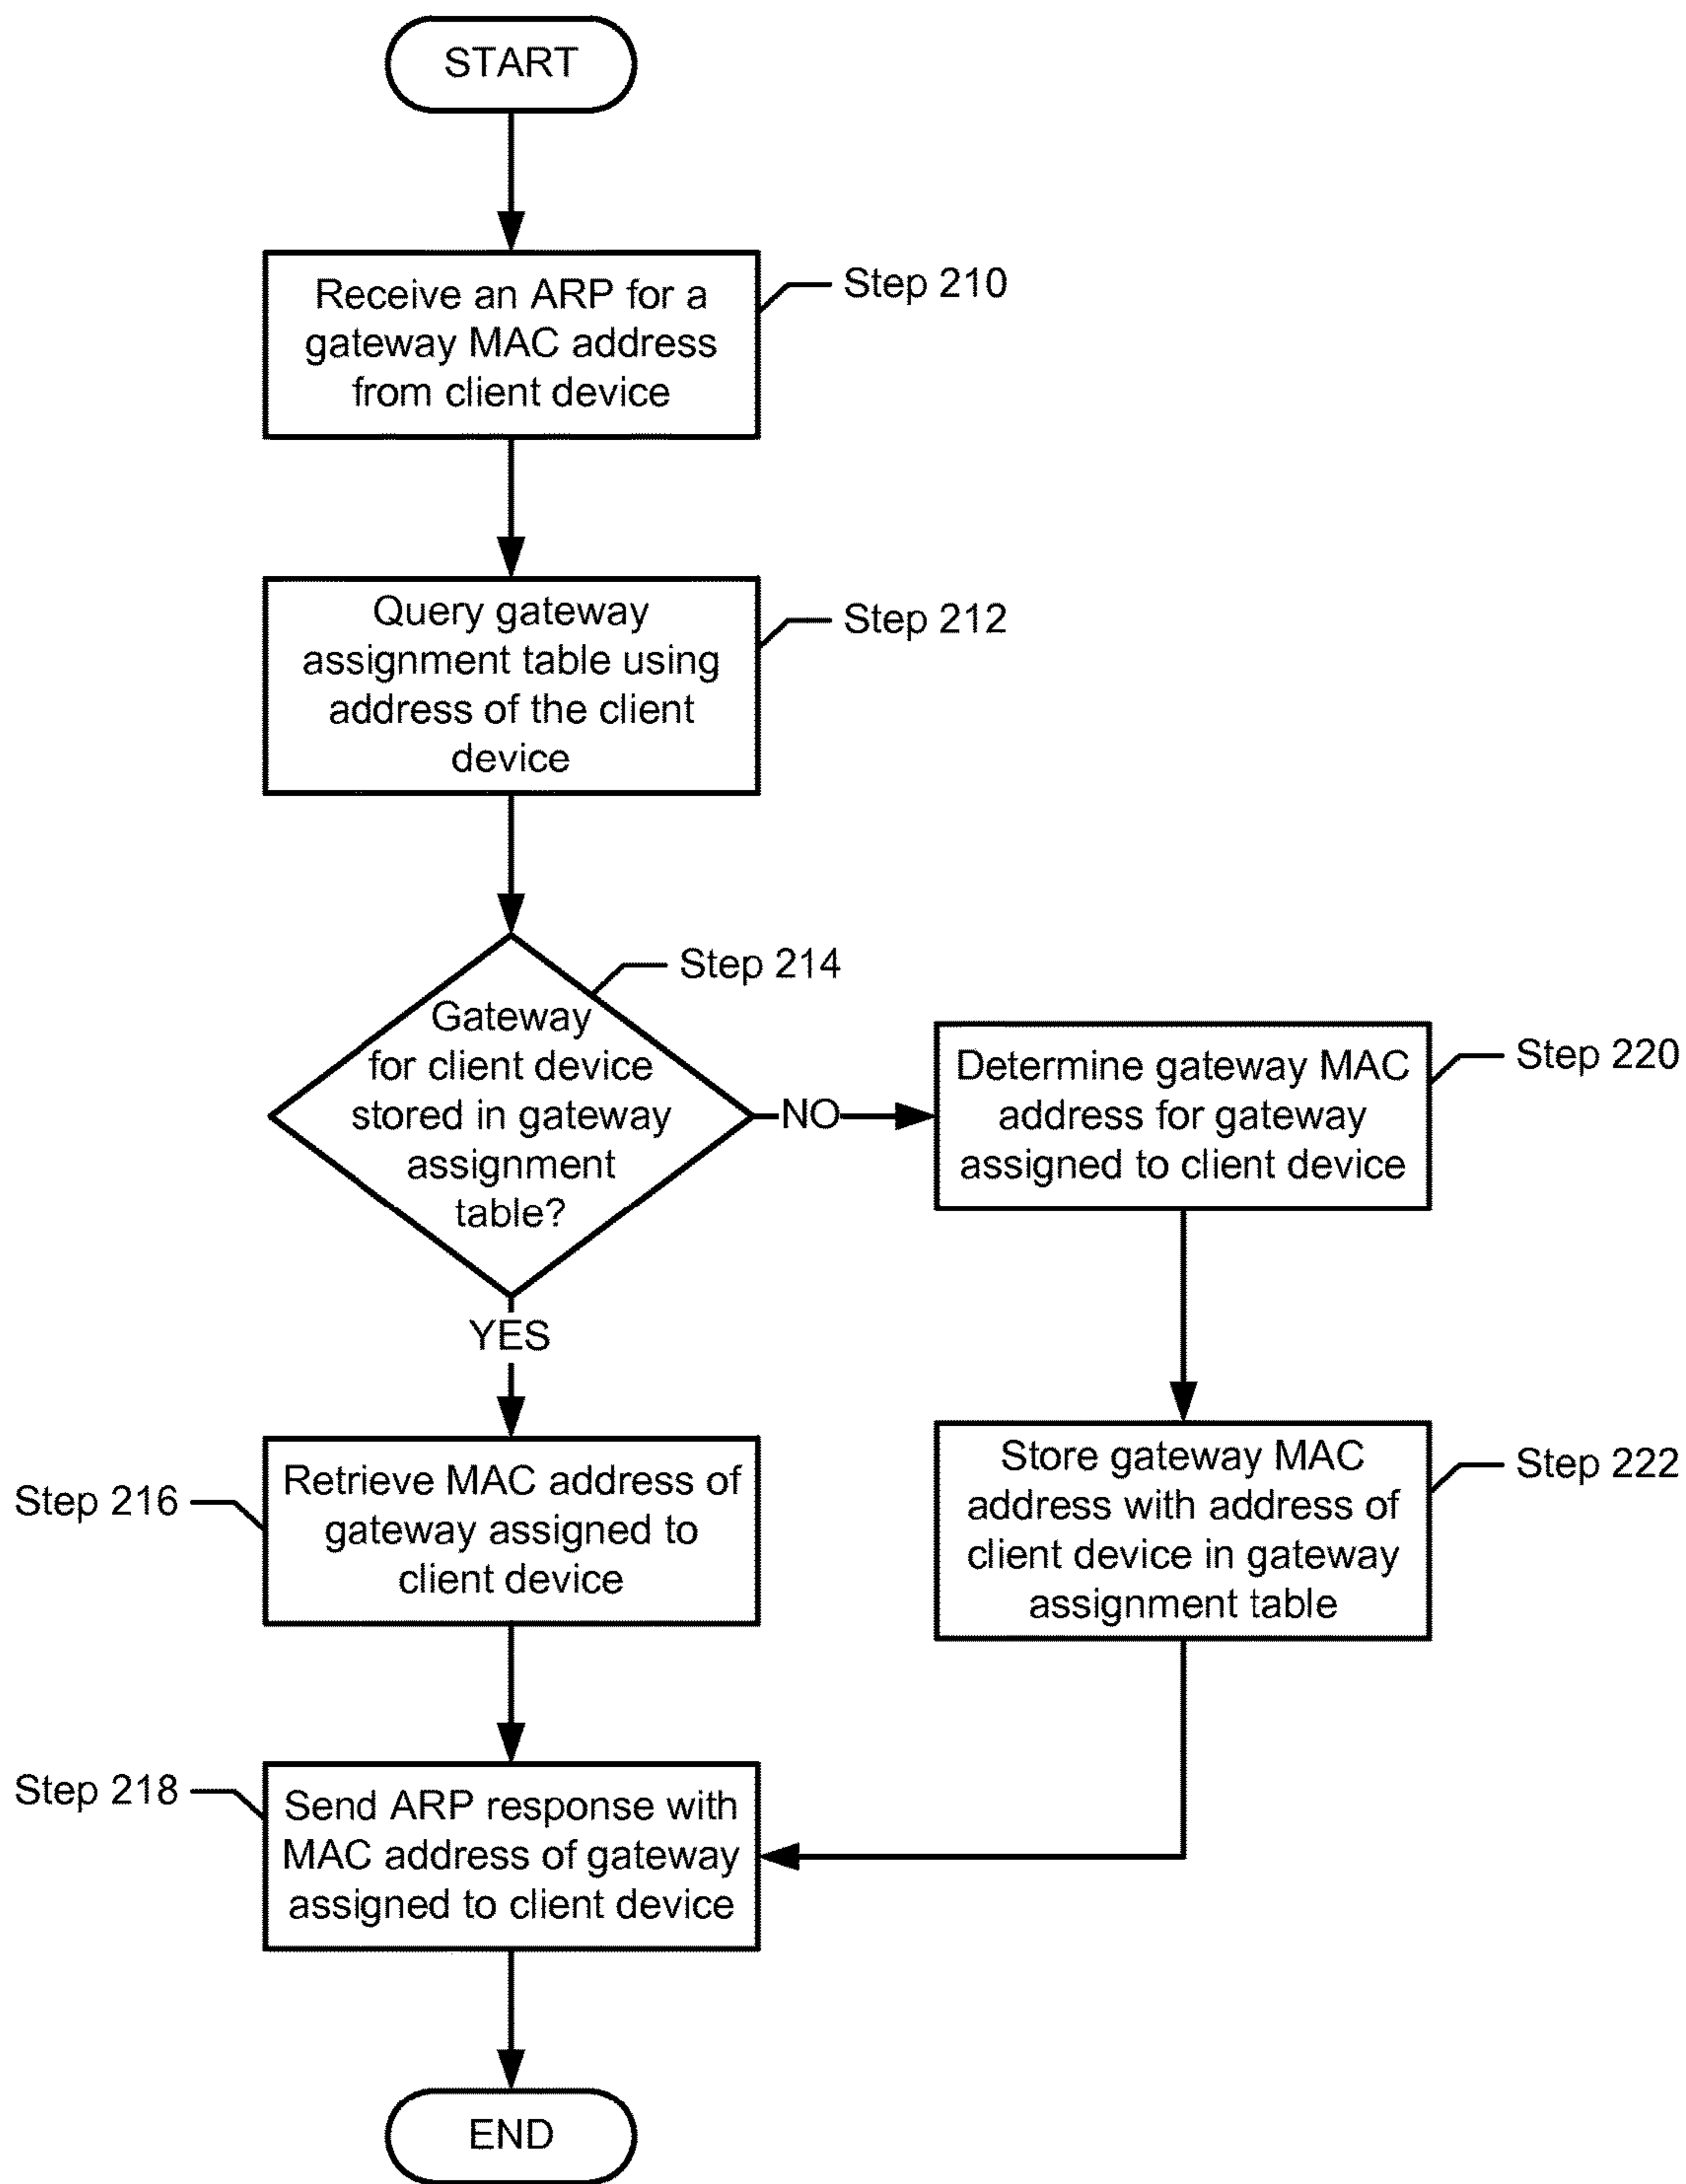 START
Receive an ARP for a
gateway MAC address
from client device
Step 210
Query gateway
assignment table using
address of the client
device
Step 212
Step 214
Gateway
for client device
stored in gateway
assignment
table?
NO
Determine gateway MAC
address for gateway
assigned to client device
Step 220
YES
Step 216
Retrieve MAC address of
gateway assigned to
client device
Store gateway MAC
address with address of
client device in gateway
assignment table
Step 222
Step 218
Send ARP response with
MAC address of gateway
assigned to client device
END